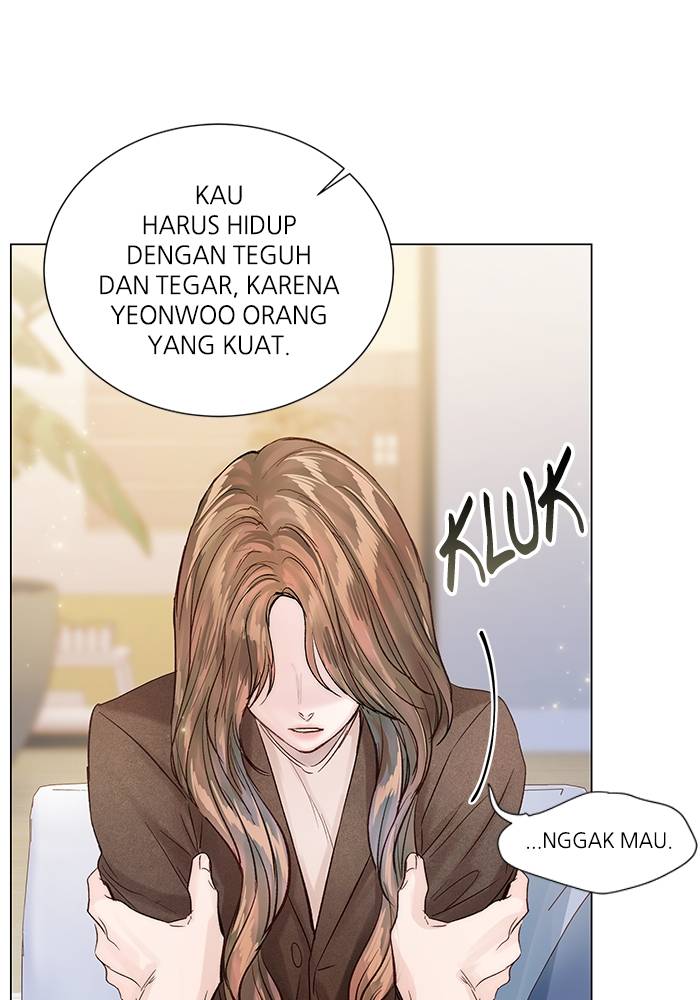 KAU
HARUS HIDUP
DENGAN TEGUH
DAN TEGAR, KARENA
YEONWOO ORANG
YANG KUAT.
KLUK
...NGGAK MAU.